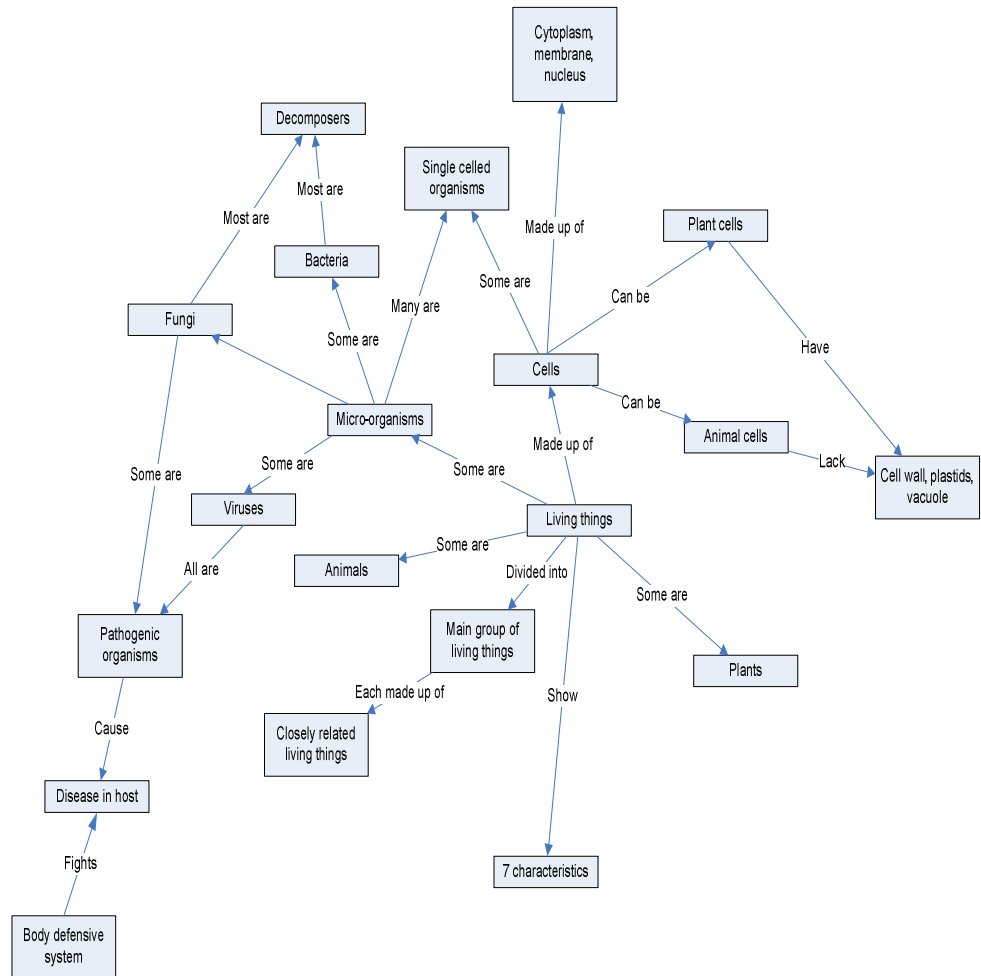 Cytoplasm,
membrane,
nucleus
Decomposers
Single celled
organisms
Most are
Most are
Plant cells
Made up of
Bacteria
Some are
Can be
Many are
Fungi
Some are
Have
Cells
Can be
Micro-organisms
Animal cells
Made up of
Lack
Some are
Some are
Some are
Cell wall, plastids,
vacuole
Viruses
Living things
Some are
Animals
All are
Divided into
Some are
Pathogenic
organisms
Main group of
living things
Plants
Each made up of
Show
Cause
Closely related
living things
Disease in host
Fights
7 characteristics
Body defensive
system